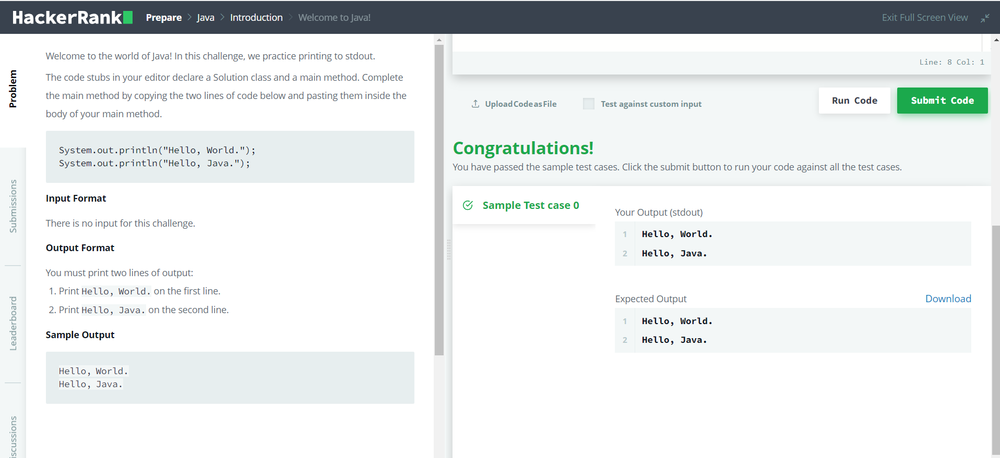 HackerRank
Prepare > Java > Introduction > Welcome to Java!
Exit Full Screen View
Problem
Submissions
Leaderboard
Welcome to the world of Java! In this challenge, we practice printing to stdout.
The code stubs in your editor declare a Solution class and a main method. Complete
the main method by copying the two lines of code below and pasting them inside the
body of your main method.
System.out.println("Hello, World.");
System.out.println("Hello, Java.");
Input Format
There is no input for this challenge.
Output Format
You must print two lines of output:
1. Print Hello, World. on the first line.
2. Print Hello, Java. on the second line.
Sample Output
Hello, World.
Hello, Java.
Line: 8 Col: 1
Upload Code as File
Test against custom input
Run Code
Submit Code
Congratulations!
You have passed the sample test cases. Click the submit button to run your code against all the test cases.
Sample Test case 0
Your Output (stdout)
1 Hello, World.
2 Hello, Java.
Expected Output
Download
1 Hello, World.
2 Hello, Java.